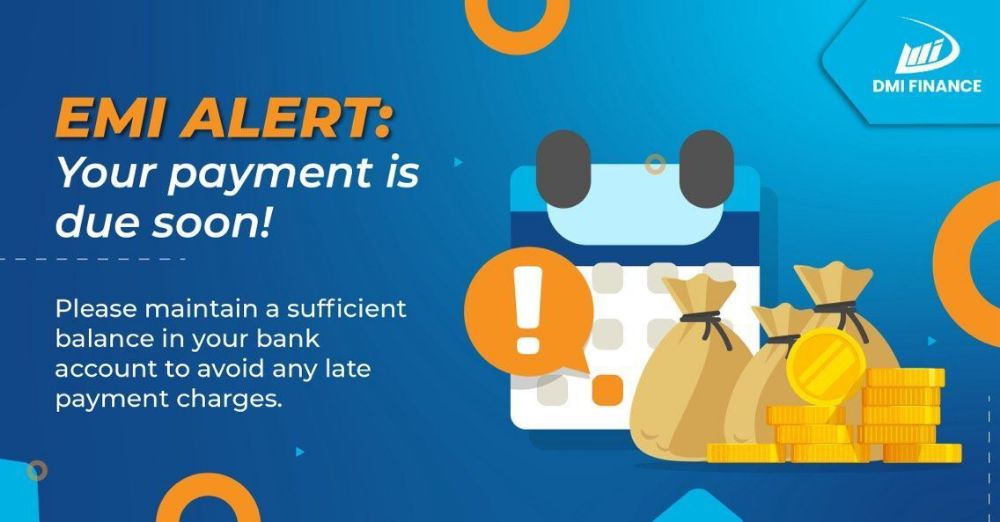 DMI FINANCE
EMI ALERT:
Your payment is
due soon!
Please maintain a sufficient
balance in your bank
account to avoid any late
payment charges.